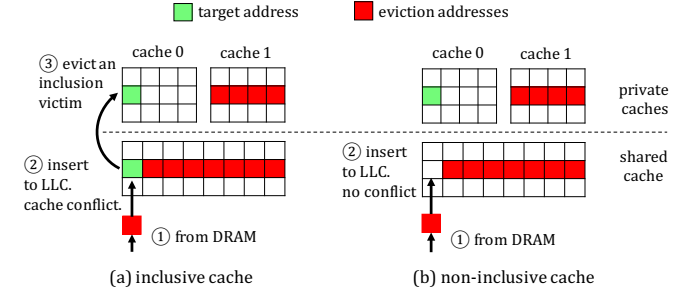 target address
eviction addresses
③ evict an
inclusion
victim
cache 0
cache 1
② insert
to LLC.
cache conflict.
① from DRAM
(a) inclusive cache
cache 0
cache 1
private
caches
② insert
to LLC.
no conflict
shared
cache
① from DRAM
(b) non-inclusive cache